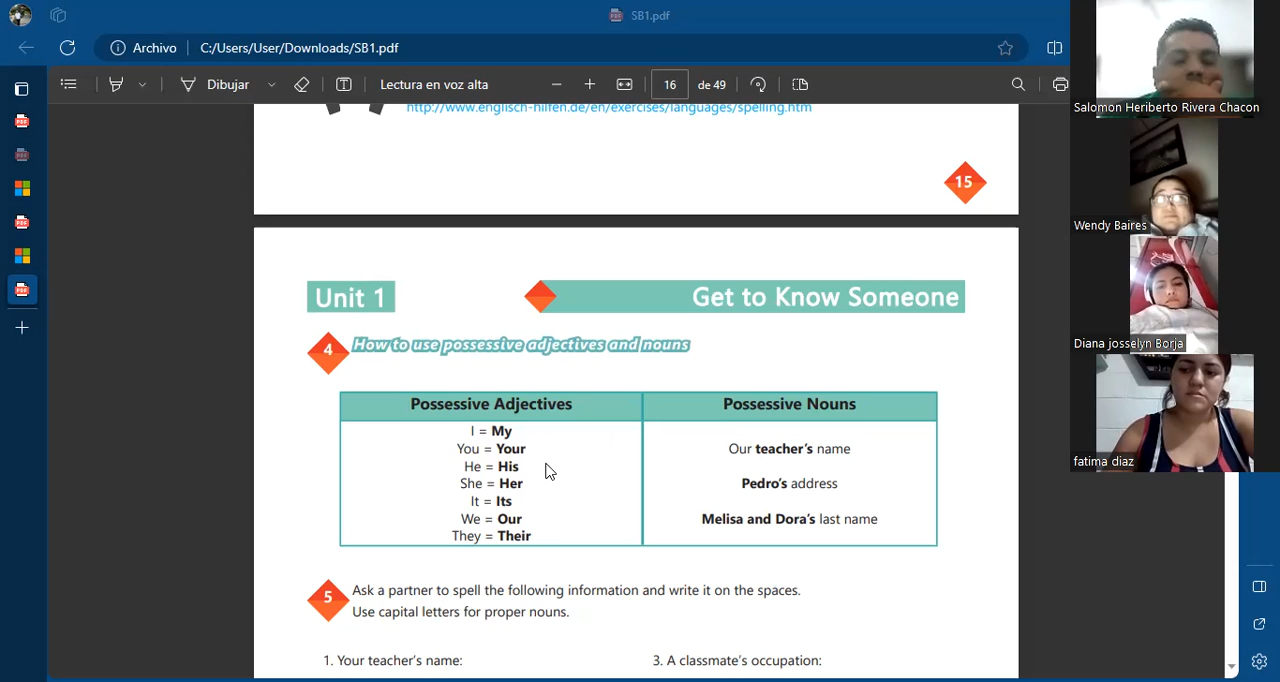 SB1.pdf
Archivo
C:/Users/User/Downloads/SB1.pdf
Dibujar
Lectura en voz alta
16
de 49
http://www.englisch-hilfen.de/en/exercises/languages/spelling.htm
15
Unit 1
Get to Know Someone
4
How to use possessive adjectives and nouns
Possessive Adjectives
I = My
You = Your
He = His
She = Her
It = Its
We = Our
They = Their
Possessive Nouns
Our teacher's name
Pedro's address
Melisa and Dora's last name
5
Ask a partner to spell the following information and write it on the spaces.
Use capital letters for proper nouns.
1. Your teacher's name:
3. A classmate's occupation:
Salomon Heriberto Rivera Chacon
Wendy Baires
Diana josselyn Borja
fatima diaz